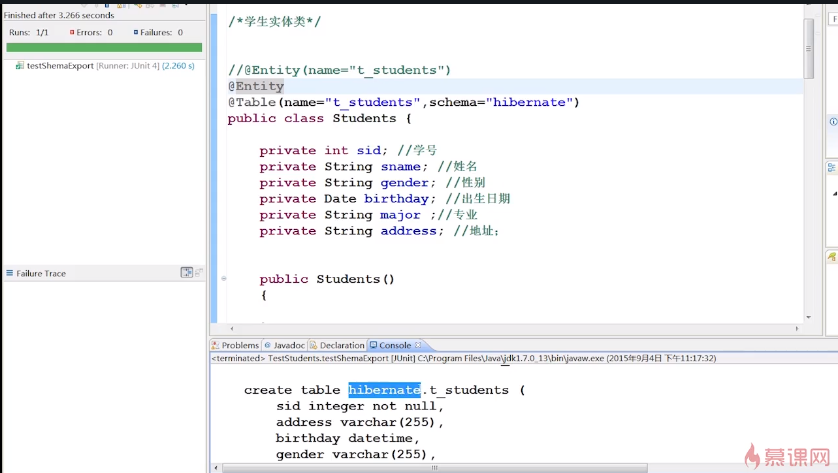 Finished after 3.266 seconds
Runs: 1/1 Errors: 0 Failures: 0
testShemaExport [Runner: JUnit 4] (2.260 s)
Failure Trace
/*学生实体类*/
//@Entity(name="t_students")
@Entity
@Table(name="t_students",schema="hibernate")
public class Students {
private int sid; //学号
private String sname; //姓名
private String gender; //性别
private Date birthday; //出生日期
private String major ;//专业
private String address; //地址;
public Students()
{
Problems @ Javadoc Declaration Console
<terminated> TestStudents.testShemaExport [JUnit] C:\Program Files\Java\jdk1.7.0_13\bin\javaw.exe (2015年9月4日 下午11:17:32)
create table hibernate.t_students (
sid integer not null,
address varchar(255),
birthday datetime,
gender varchar(255),
慕课网